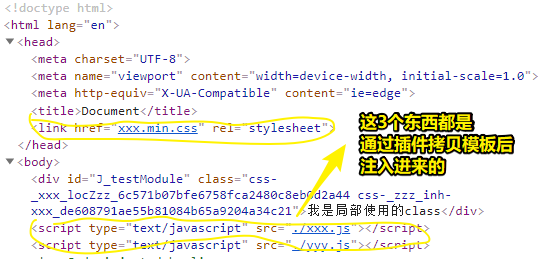 <!doctype html>
<html lang="en">
<head>
<meta charset="UTF-8">
<meta name="viewport" content="width=device-width, initial-scale=1.0">
<meta http-equiv="X-UA-Compatible" content="ie=edge">
<title>Document</title>
<link href="xxx.min.css" rel="stylesheet">
</head>
这3个东西都是
通过插件拷贝模板后
注入进来的
<body>
<div id="J_testModule" class="css-
_xxx_locZzz_6c571b07bfe6758fca2480c8eb0d2a44 css-_zzz_inh-
xxx_de608791ae55b81084b65a9204a34c21">我是局部使用的class</div>
<script type="text/javascript" src="./xxx.js"></script>
<script type="text/javascript" src="./yyy.js"></script>